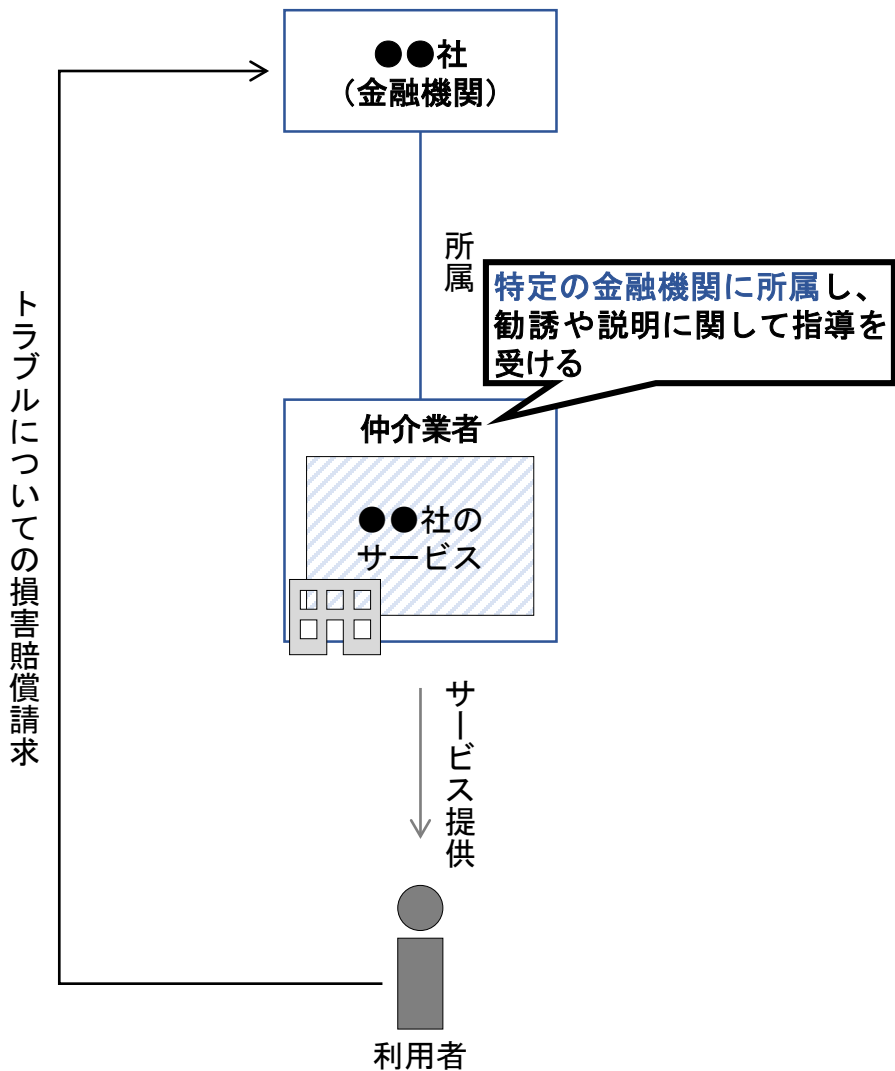 ●●社
（金融機関）
所属
特定の金融機関に所属し、
勧誘や説明に関して指導を
受ける
仲介業者
●●社の
サービス
トラブルについての損害賠償請求
サービス提供
利用者